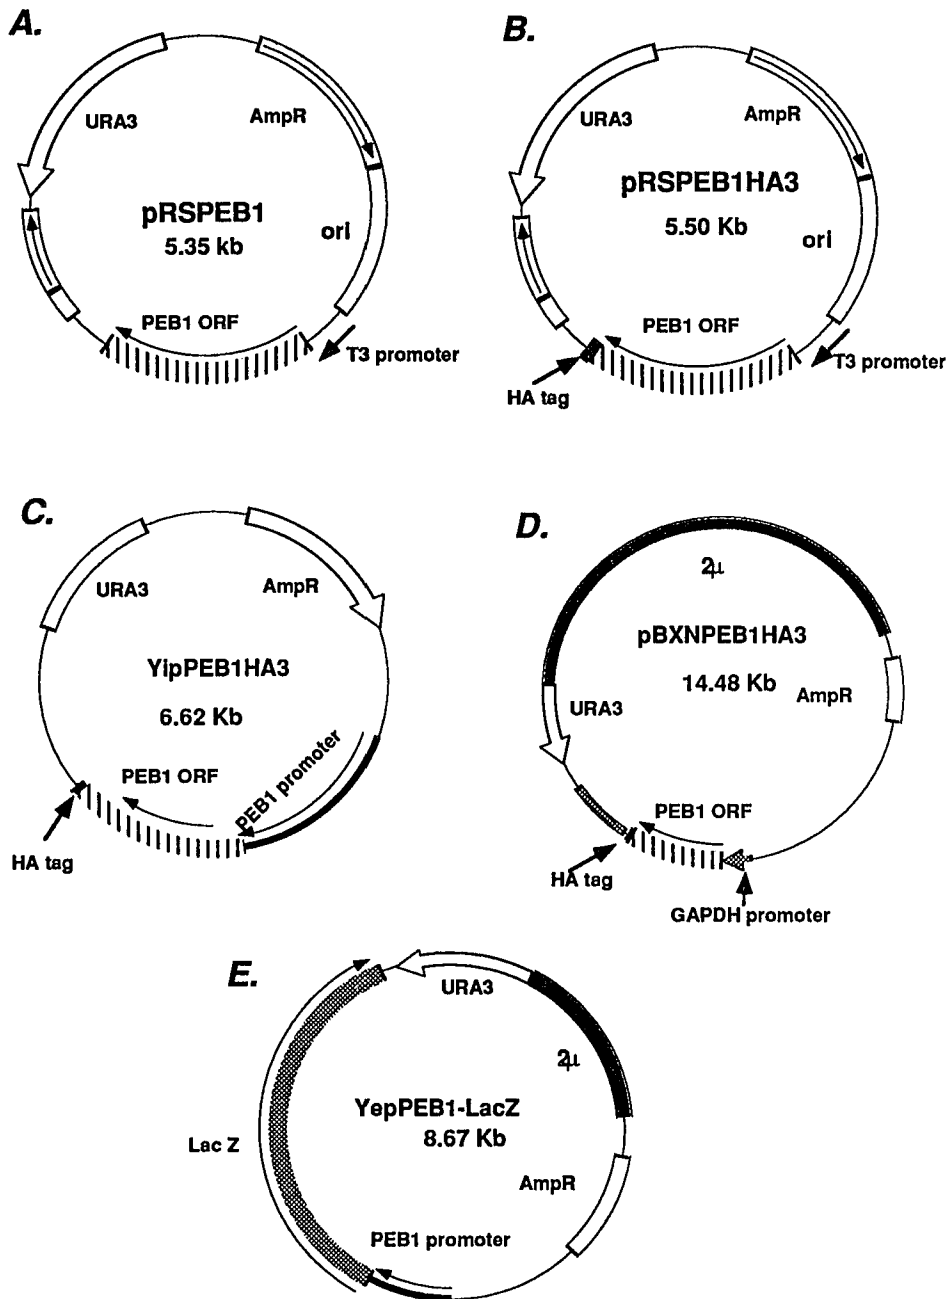 A.
URA3
AmpR
pRSPEB1
5.35 kb
ori
PEB1 ORF
T3 promoter
B.
URA3
AmpR
pRSPEB1HA3
5.50 Kb
ori
PEB1 ORF
T3 promoter
HA tag
C.
URA3
AmpR
YipPEB1HA3
6.62 Kb
PEB1 promoter
PEB1 ORF
HA tag
D.
2μ
pBXNPEB1HA3
14.48 Kb
AmpR
URA3
PEB1 ORF
HA tag
GAPDH promoter
E.
URA3
2μ
YepPEB1-LacZ
8.67 Kb
Lac Z
AmpR
PEB1 promoter